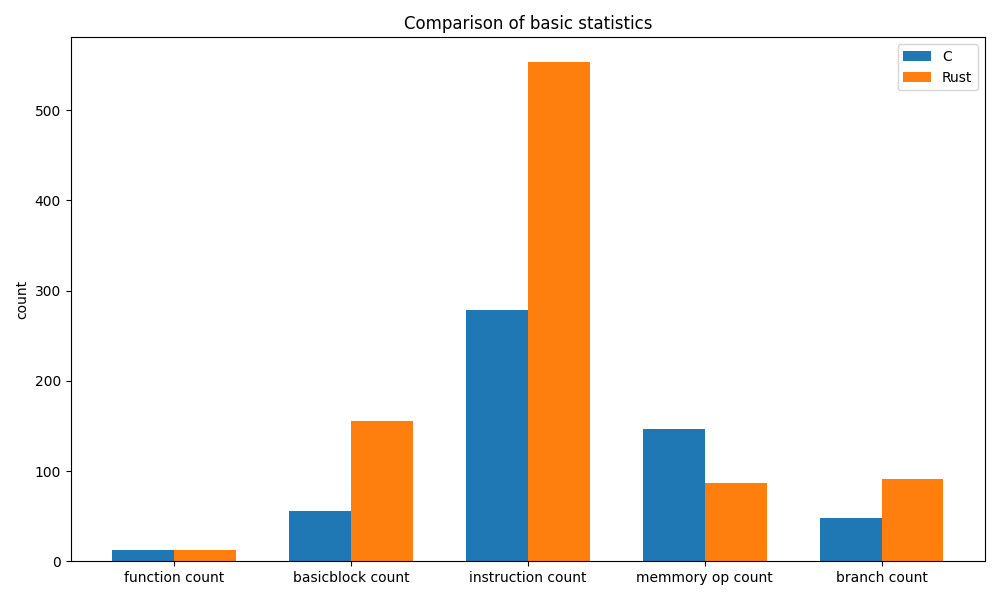 Comparison of basic statistics
C
Rust
count
500
400
300
200
100
0
function count
basicblock count
instruction count
memmory op count
branch count